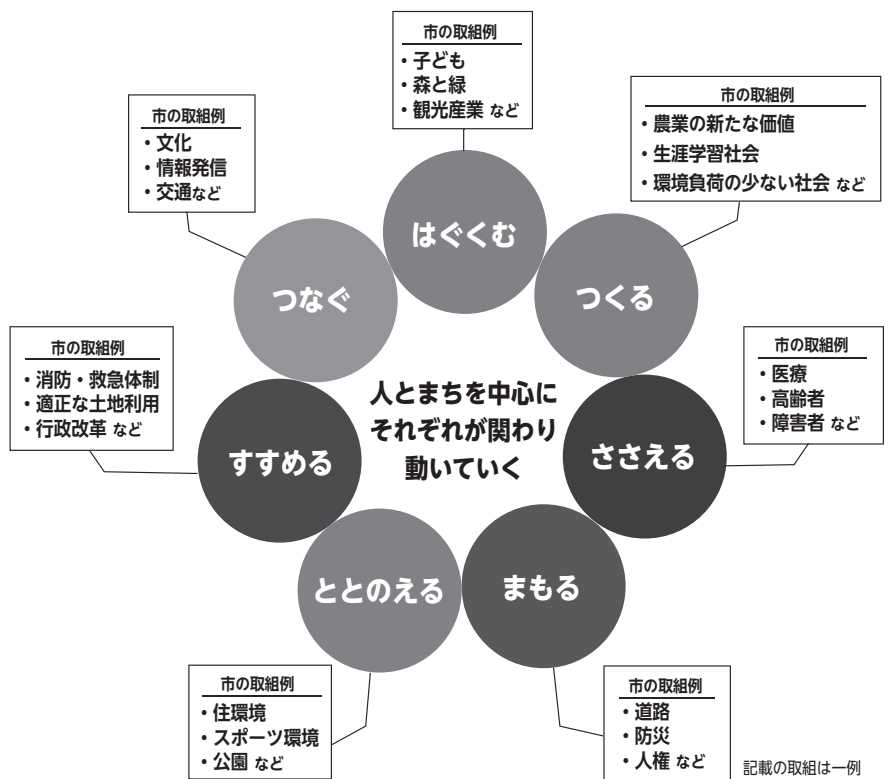 市の取組例
・子ども
・森と緑
・観光産業 など
はぐくむ
市の取組例
・農業の新たな価値
・生涯学習社会
・環境負荷の少ない社会 など
つくる
市の取組例
・医療
・高齢者
・障害者 など
ささえる
市の取組例
・道路
・防災
・人権 など
まもる
市の取組例
・住環境
・スポーツ環境
・公園 など
ととのえる
市の取組例
・消防・救急体制
・適正な土地利用
・行政改革 など
すすめる
市の取組例
・文化
・情報発信
・交通など
つなぐ
人とまちを中心に
それぞれが関わり
動いていく
記載の取組は一例